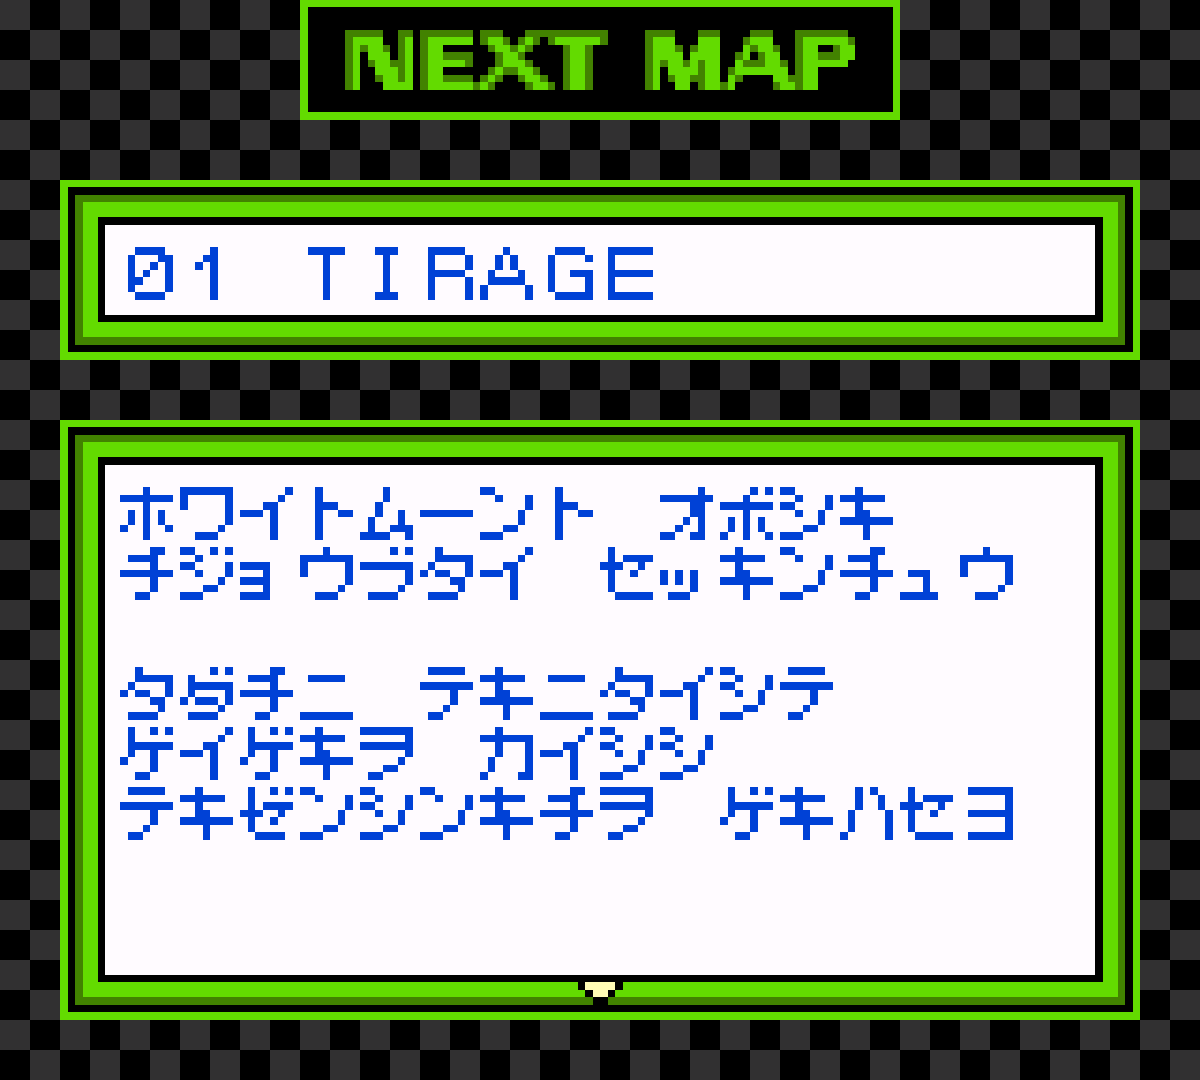 NEXT MAP
01 TIRAGE
ホワイトムーント オボシキ
チジョウブタイ セッキンチュウ
タダチニ テキニタイシテ
ゲイゲキヲ カイシシ
テキゼンシンキチヲ ゲキハセヨ